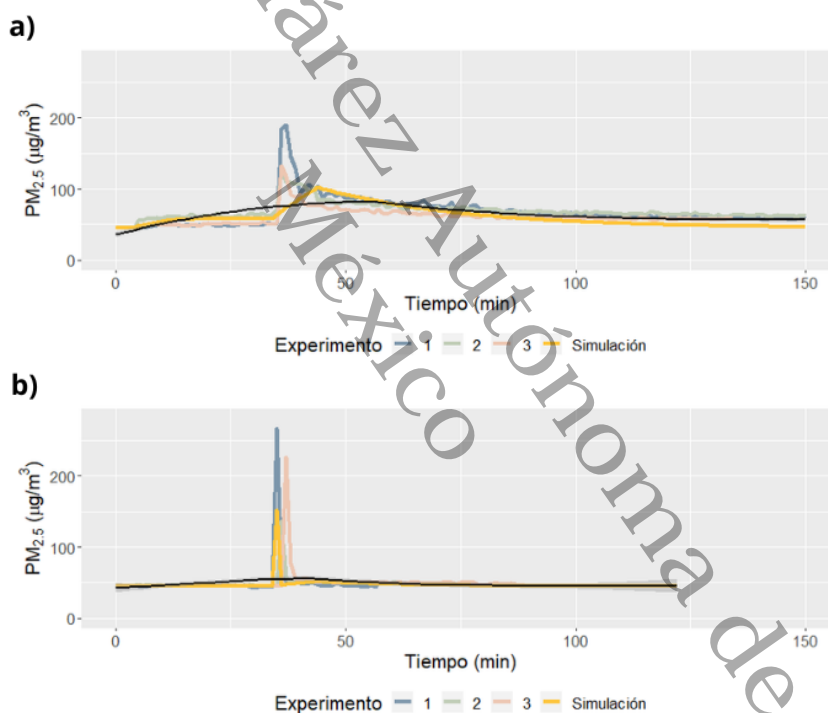 a)
PM2.5 (µg/m3)
200
100
0
0 50 100 150
Tiempo (min)
Experimento 1 2 3 Simulación
b)
PM2.5 (µg/m3)
200
100
0
0 50 100 150
Tiempo (min)
Experimento 1 2 3 Simulación
árez Autónoma de
México